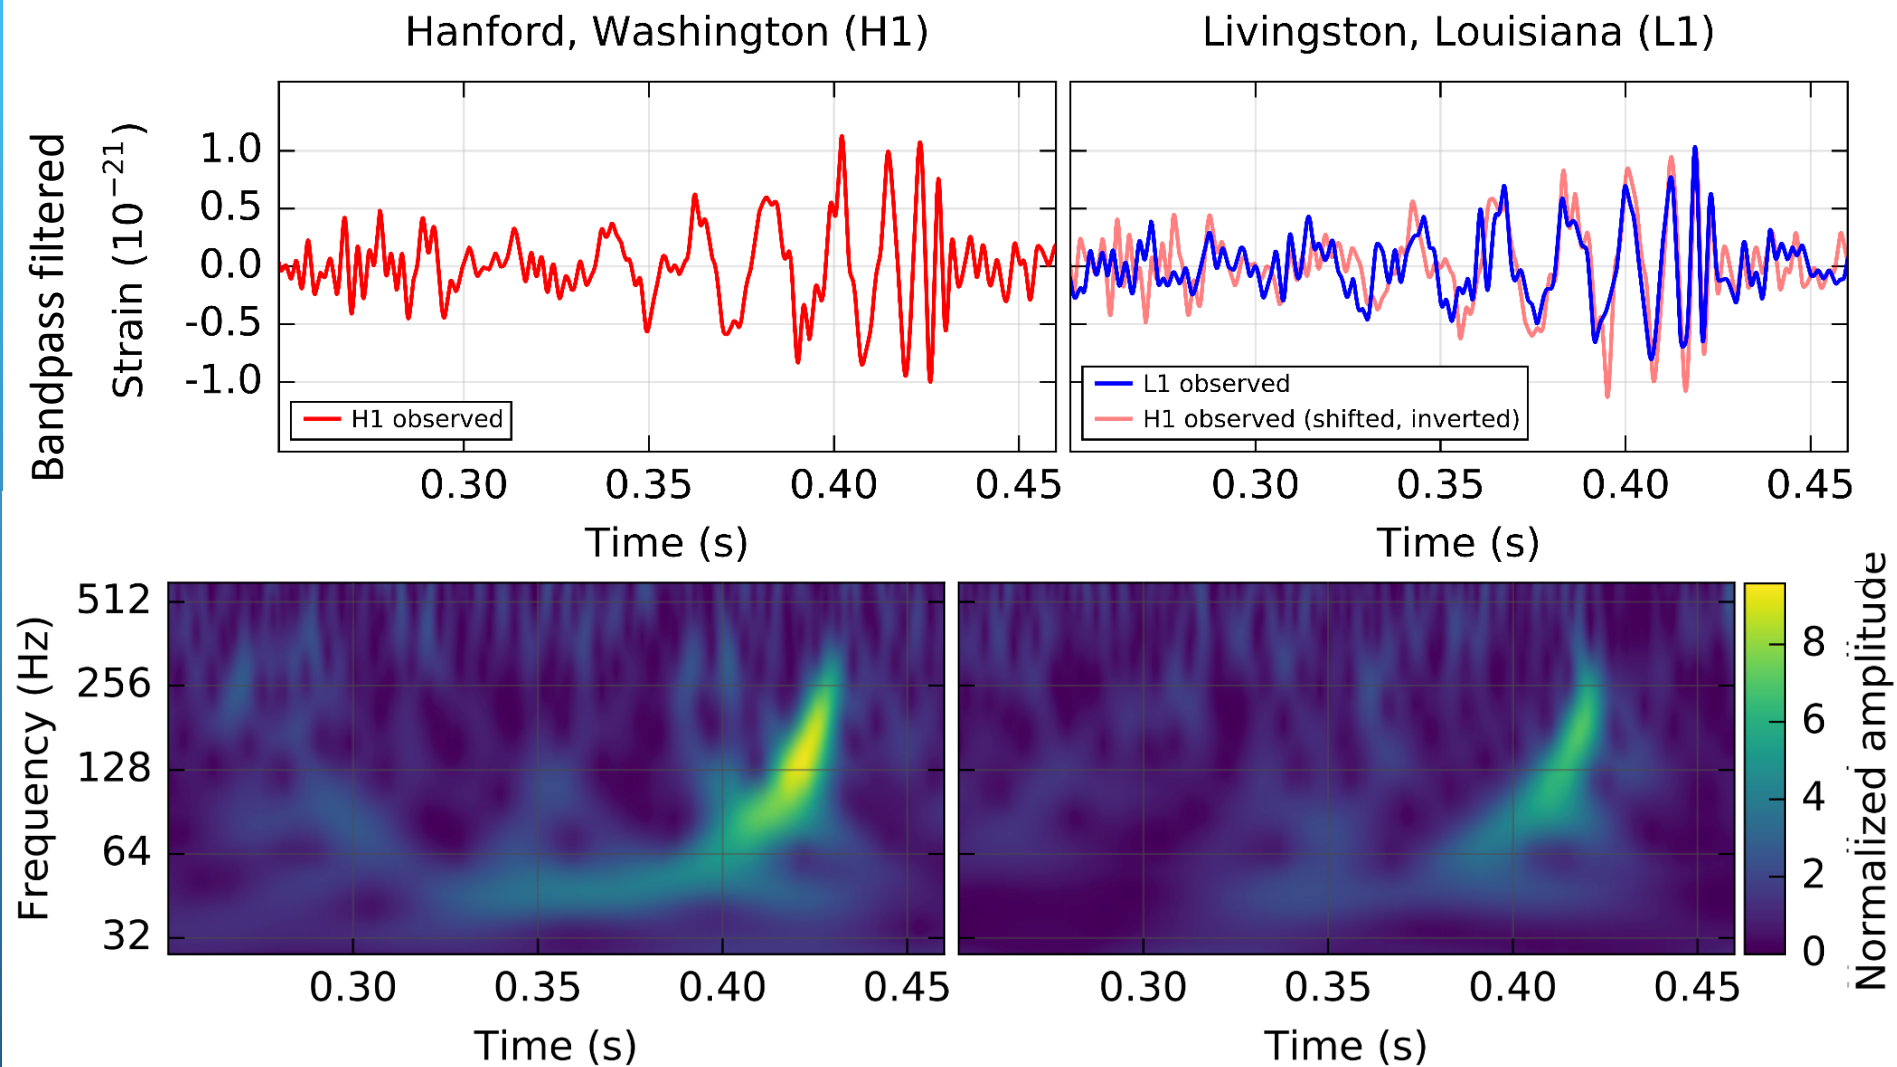 Hanford, Washington (H1)
Livingston, Louisiana (L1)
Bandpass filtered
Strain (10⁻²¹)
1.0
0.5
0.0
-0.5
-1.0
H1 observed
L1 observed
H1 observed (shifted, inverted)
0.30 0.35 0.40 0.45
0.30 0.35 0.40 0.45
Time (s)
Time (s)
Frequency (Hz)
512
256
128
64
32
Normalized amplitude
8
6
4
2
0
0.30 0.35 0.40 0.45
0.30 0.35 0.40 0.45
Time (s)
Time (s)